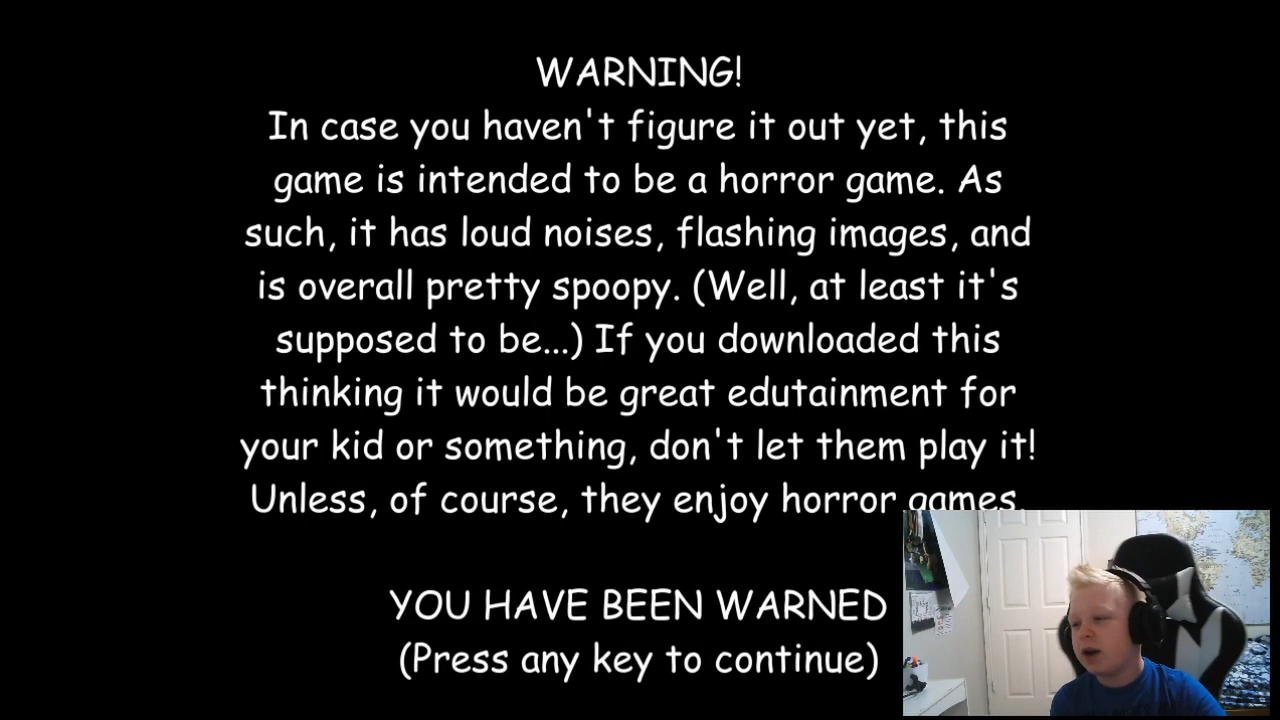 WARNING!
In case you haven't figure it out yet, this
game is intended to be a horror game. As
such, it has loud noises, flashing images, and
is overall pretty spoopy. (Well, at least it's
supposed to be...) If you downloaded this
thinking it would be great edutainment for
your kid or something, don't let them play it!
Unless, of course, they enjoy horror games.
YOU HAVE BEEN WARNED
(Press any key to continue)